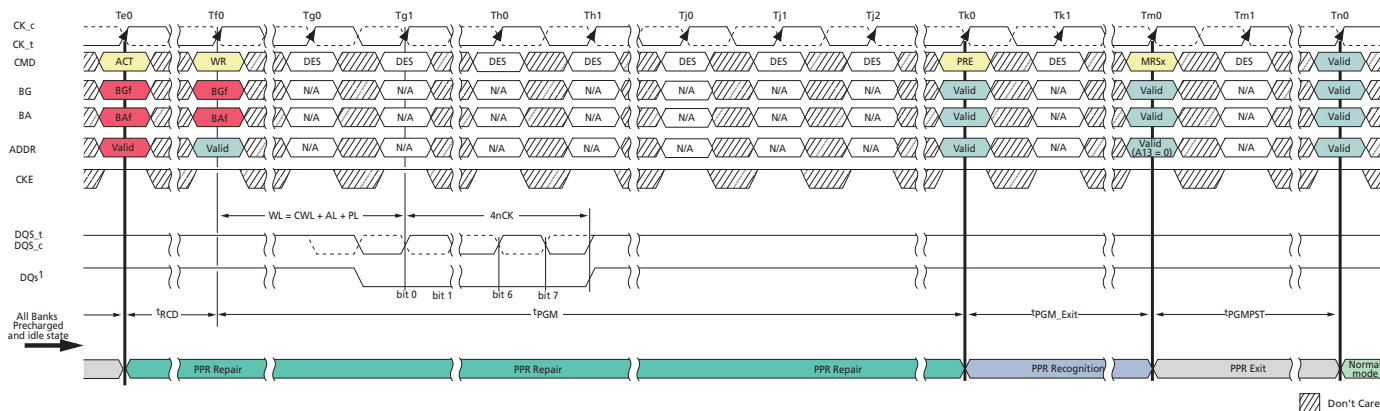 Te0 Tf0 Tg0 Tg1 Th0 Th1 Tj0 Tj1 Tj2 Tk0 Tk1 Tm0 Tm1 Tn0
CK_c
CK_t
CMD ACT WR DES DES DES DES DES DES DES PRE DES MRSx DES Valid
BG BGf BGf N/A N/A N/A N/A N/A N/A N/A Valid N/A Valid N/A Valid
BA BAf BAf N/A N/A N/A N/A N/A N/A N/A Valid N/A Valid N/A Valid
ADDR Valid Valid N/A N/A N/A N/A N/A N/A N/A Valid N/A Valid (A13 = 0) N/A Valid
CKE
WL = CWL + AL + PL 4nCK
DQS_t
DQS_c
DQs1
bit 0 bit 1 bit 6 bit 7
All Banks
Precharged
and idle state
tRCD tPGM tPGM_Exit tPGMPST
PPR Repair PPR Repair PPR Repair PPR Recognition PPR Exit Normal
mode
Don't Care